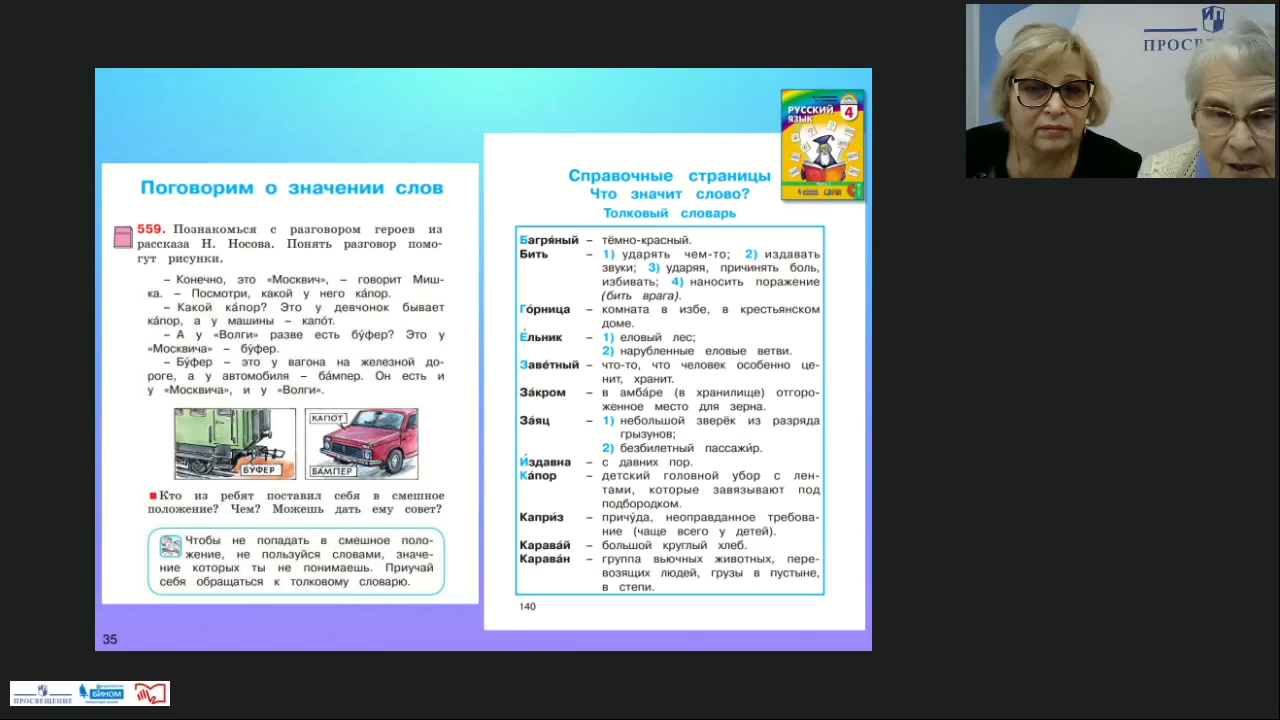 Поговорим о значении слов
559. Познакомься с разговором героев из
рассказа Н. Носова. Понять разговор помо-
гут рисунки.
– Конечно, это «Москвич», – говорит Миш-
ка. – Посмотри, какой у него ка́пор.
– Какой ка́пор? Это у девчонок бывает
ка́пор, а у машины – капо́т.
– А у «Волги» разве есть бу́фер? Это у
«Москвича» – бу́фер.
– Бу́фер – это у вагона на железной до-
роге, а у автомобиля – ба́мпер. Он есть и
у «Москвича», и у «Волги».
БУ́ФЕР
КАПО́Т
БА́МПЕР
Кто из ребят поставил себя в смешное
положение? Чем? Можешь дать ему совет?
Чтобы не попадать в смешное поло-
жение, не пользуйся словами, значе-
ние которых ты не понимаешь. Приучай
себя обращаться к толковому словарю.
35
Справочные страницы
Что значит слово?
Толковый словарь
Багря́ный – тёмно-красный.
Бить – 1) ударять чем-то; 2) издавать
звуки; 3) ударяя, причинять боль,
избивать; 4) наносить поражение
(бить врага).
Го́рница – комната в избе, в крестьянском
доме.
Е́льник – 1) еловый лес;
2) нарубленные еловые ветви.
Заве́тный – что-то, что человек особенно це-
нит, хранит.
За́кром – в амба́ре (в хранилище) отгоро-
женное место для зерна.
За́яц – 1) небольшой зверёк из разряда
грызунов;
2) безбилетный пассажи́р.
И́здавна – с давних пор.
Ка́пор – детский головной убор с лен-
тами, которые завязывают под
подбородком.
Капри́з – причу́да, неоправданное требова-
ние (чаще всего у детей).
Карава́й – большой круглый хлеб.
Карава́н – группа вьючных животных, пере-
возящих людей, грузы в пустыне,
в степи.
140
РУССКИЙ
ЯЗЫК
4
ПРОСВЕ
ПРОСВЕЩЕНИЕ
БИНОМ